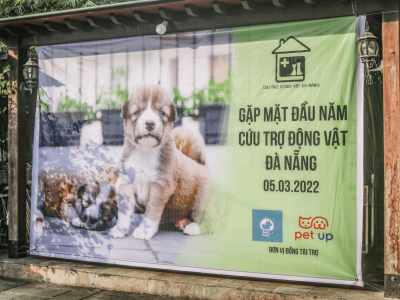 CỨU TRỢ ĐỘNG VẬT ĐÀ NẴNG
GẶP MẶT ĐẦU NĂM
CỨU TRỢ ĐỘNG VẬT
ĐÀ NẴNG
05.03.2022
pet up
ĐƠN VỊ ĐỒNG TÀI TRỢ